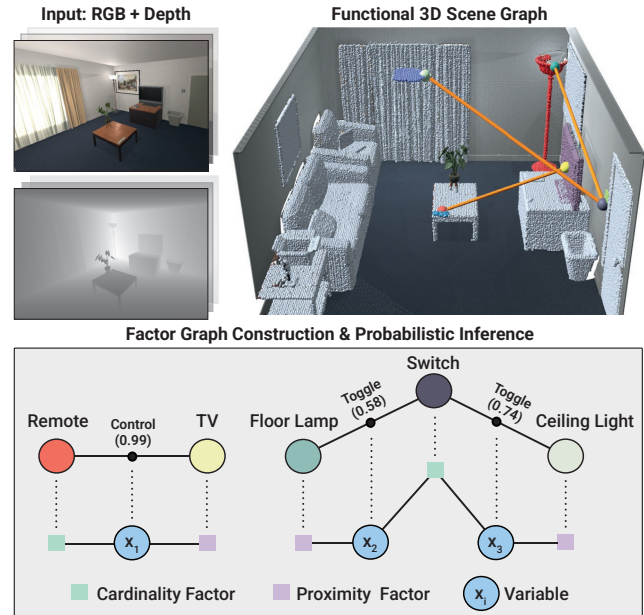 Input: RGB + Depth
Functional 3D Scene Graph
Factor Graph Construction & Probabilistic Inference
Switch
Remote
Control
(0.99)
TV
Floor Lamp
Toggle
(0.58)
Toggle
(0.74)
Ceiling Light
x1
x2
x3
Cardinality Factor
Proximity Factor
xi Variable